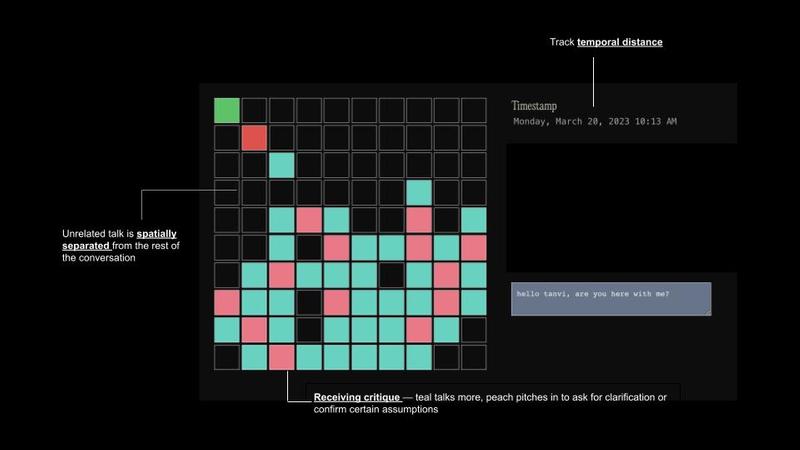 Track temporal distance
Timestamp
Monday, March 20, 2023 10:13 AM
Unrelated talk is spatially
separated from the rest of
the conversation
hello tanvi, are you here with me?
Receiving critique — teal talks more, peach pitches in to ask for clarification or
confirm certain assumptions